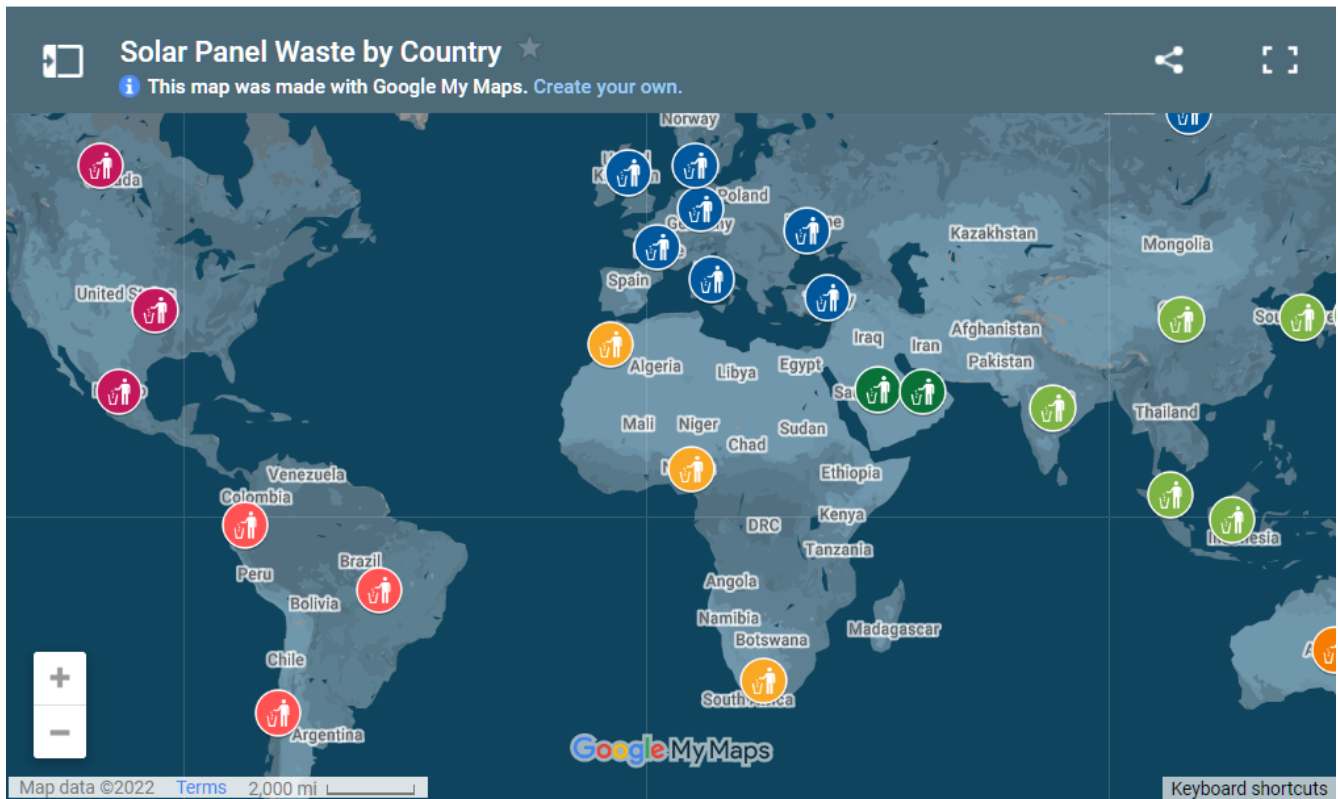 Solar Panel Waste by Country
This map was made with Google My Maps. Create your own.
Norway
Poland
Kazakhstan
Mongolia
Spain
United
Iraq
Iran
Afghanistan
Pakistan
Algeria
Libya
Egypt
Mali
Niger
Chad
Sudan
Thailand
Venezuela
Colombia
Ethiopia
Kenya
DRC
Tanzania
Brazil
Peru
Bolivia
Angola
Namibia
Botswana
Madagascar
Chile
South
Argentina
Google My Maps
Map data ©2022 Terms 2,000 mi
Keyboard shortcuts